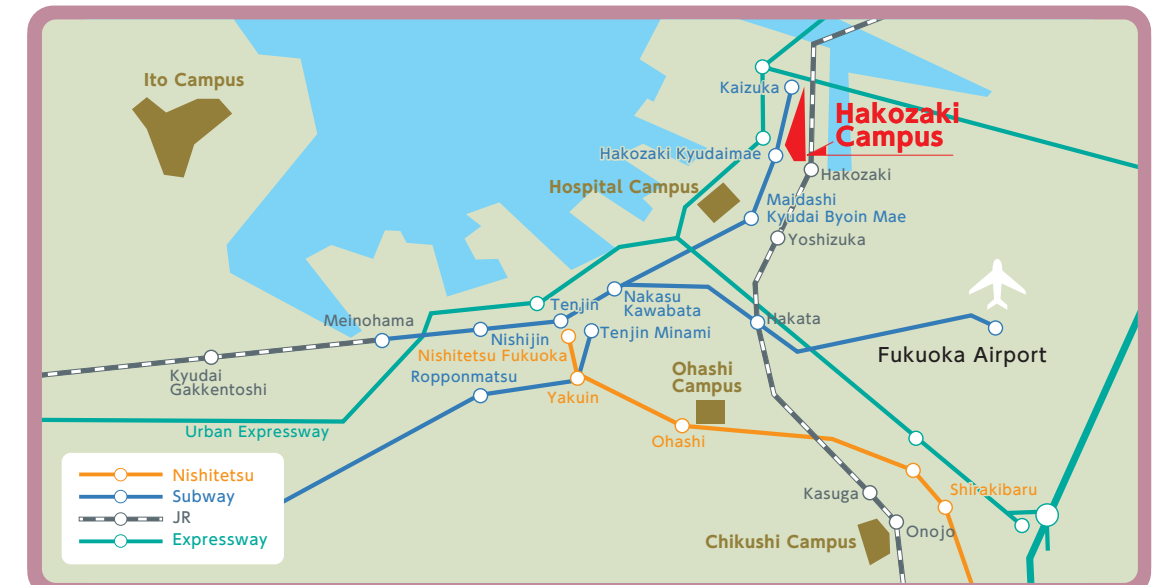 Ito Campus
Kaizuka
Hakozaki
Campus
Hakozaki Kyudaimae
Hakozaki
Hospital Campus
Maidashi
Kyudai Byoin Mae
Yoshizuka
Tenjin
Nakasu
Kawabata
Meinohama
Hakata
Nishijin
Tenjin Minami
Nishitetsu Fukuoka
Fukuoka Airport
Kyudai
Gakkentoshi
Ropponmatsu
Ohashi
Campus
Yakuin
Urban Expressway
Ohashi
Nishitetsu
Subway
JR
Expressway
Shirakibaru
Kasuga
Onojo
Chikushi Campus